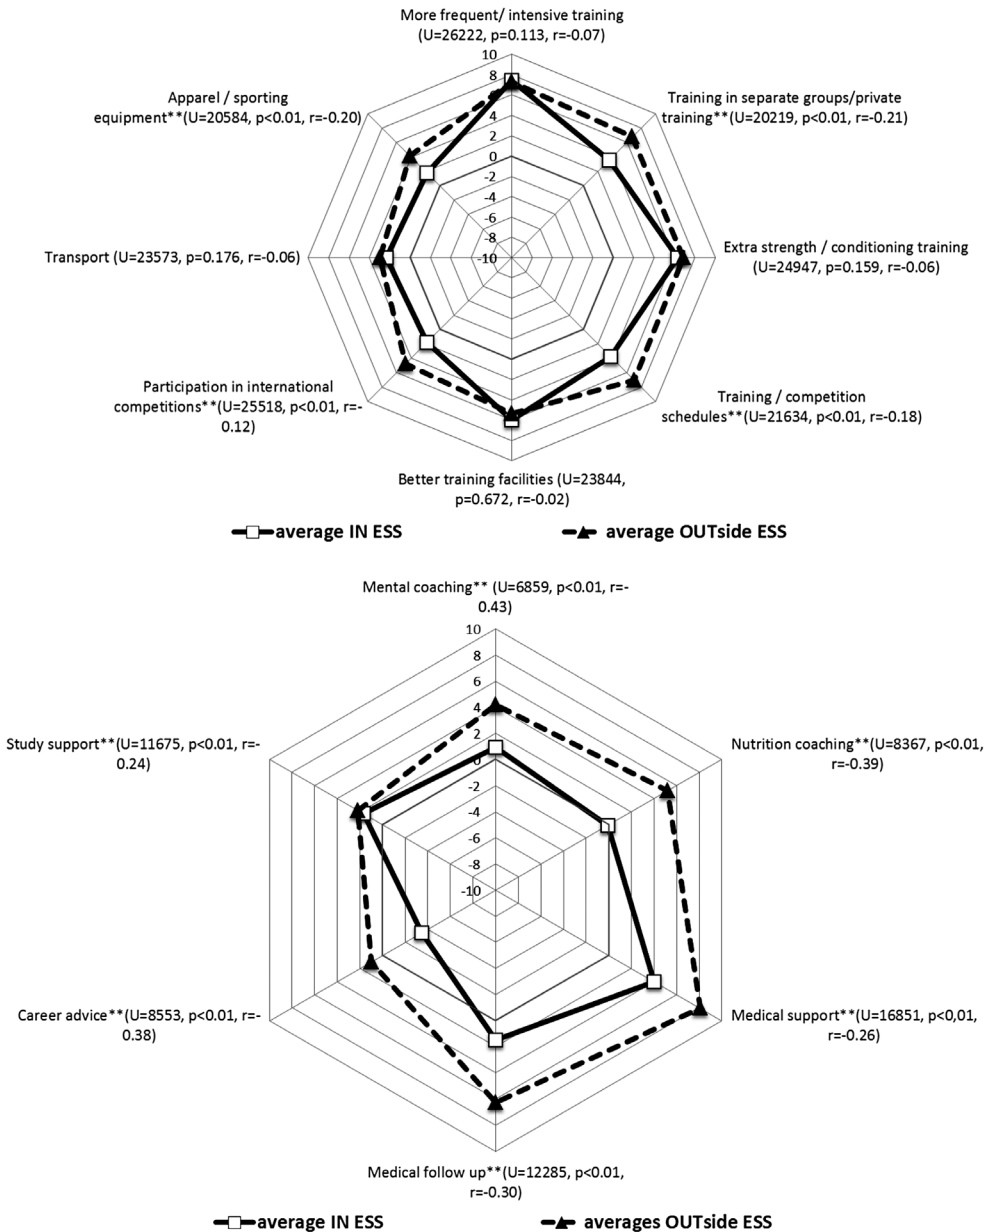 More frequent/ intensive training
(U=26222, p=0.113, r=-0.07)
10
8
6
4
2
0
-2
-4
-6
-8
-10
Apparel / sporting
equipment**(U=20584, p<0.01, r=-0.20)
Training in separate groups/private
training**(U=20219, p<0.01, r=-0.21)
Transport (U=23573, p=0.176, r=-0.06)
Extra strength / conditioning training
(U=24947, p=0.159, r=-0.06)
Participation in international
competitions**(U=25518, p<0.01, r=-
0.12)
Training / competition
schedules**(U=21634, p<0.01, r=-0.18)
Better training facilities (U=23844,
p=0.672, r=-0.02)
average IN ESS
average OUTside ESS
Mental coaching** (U=6859, p<0.01, r=-
0.43)
10
8
6
4
2
0
-2
-4
-6
-8
-10
Study support**(U=11675, p<0.01, r=-
0.24)
Nutrition coaching**(U=8367, p<0.01,
r=-0.39)
Career advice**(U=8553, p<0.01, r=-
0.38)
Medical support**(U=16851, p<0,01,
r=-0.26)
Medical follow up**(U=12285, p<0.01,
r=-0.30)
average IN ESS
averages OUTside ESS